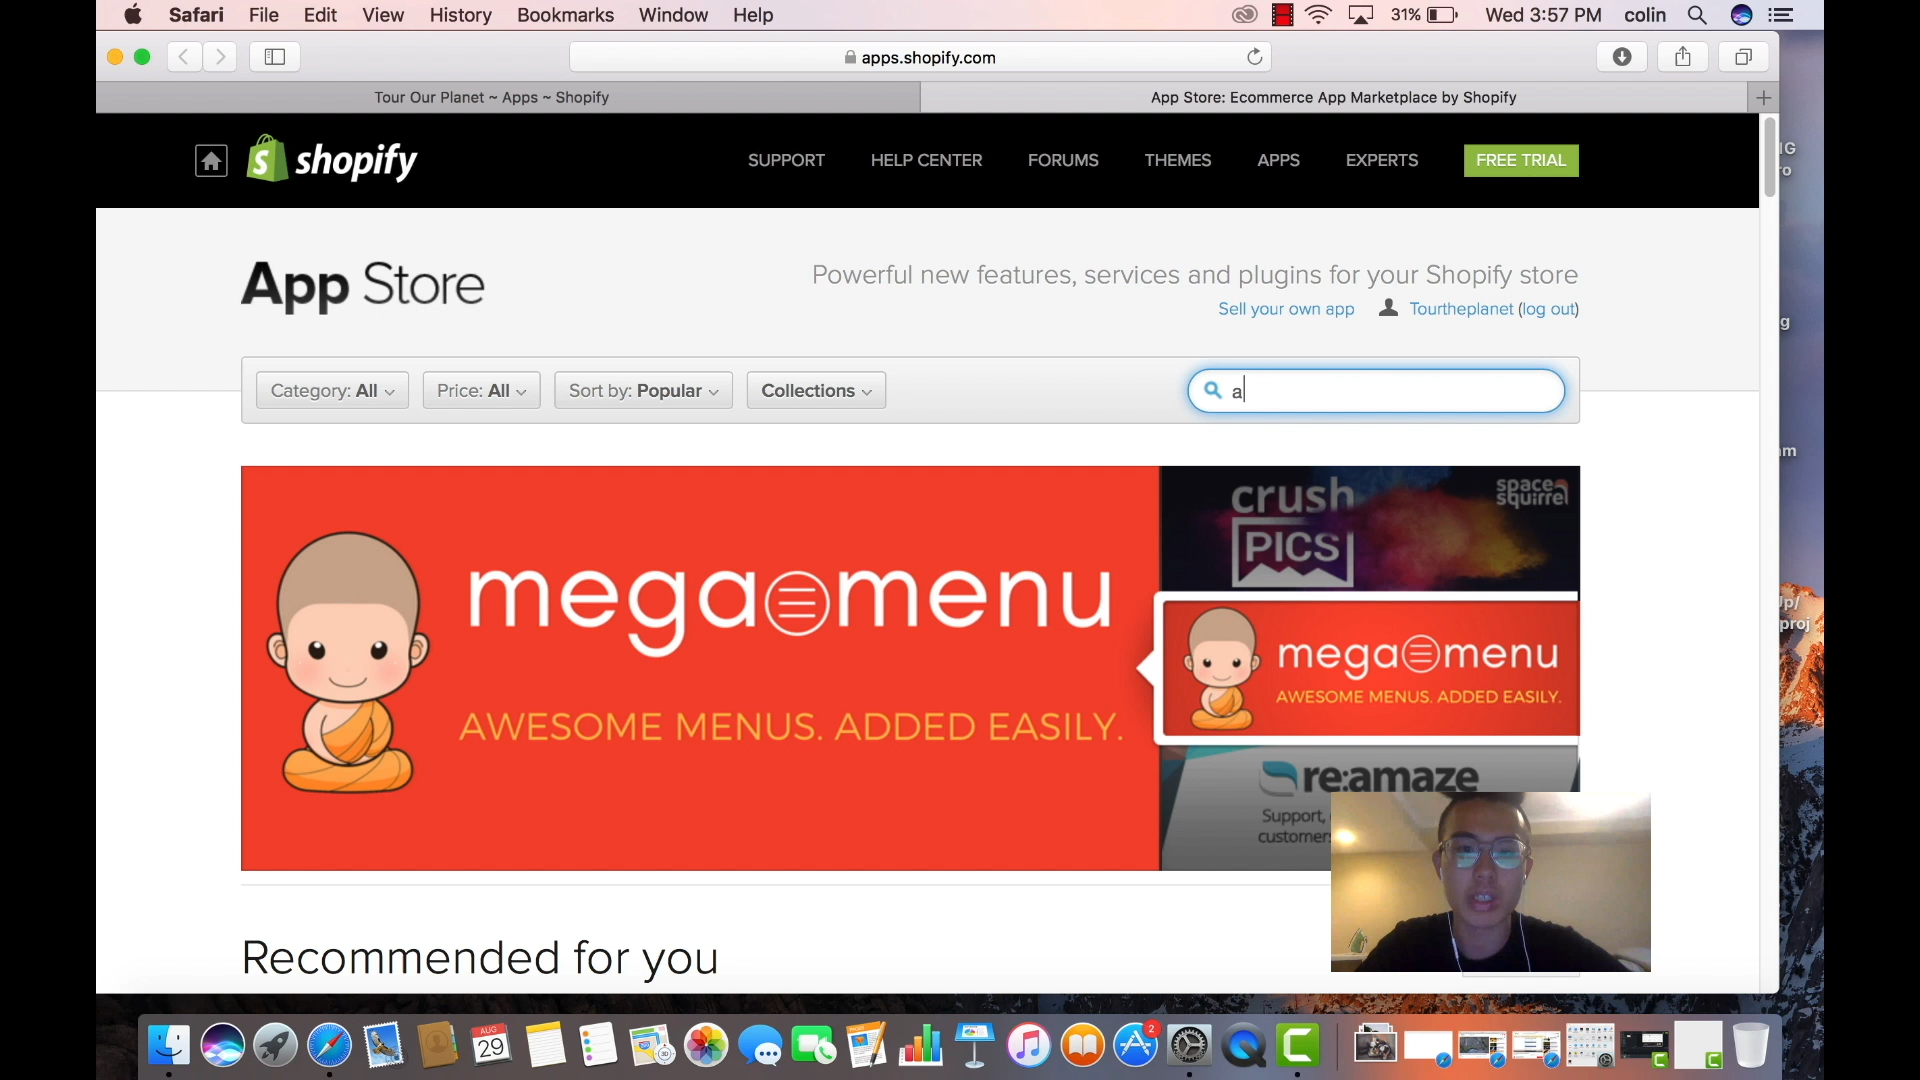 Safari File Edit View History Bookmarks Window Help 31% Wed 3:57 PM colin
apps.shopify.com
Tour Our Planet ~ Apps ~ Shopify
App Store: Ecommerce App Marketplace by Shopify
shopify
SUPPORT HELP CENTER FORUMS THEMES APPS EXPERTS FREE TRIAL
App Store
Powerful new features, services and plugins for your Shopify store
Sell your own app Tourtheplanet (log out)
Category: All Price: All Sort by: Popular Collections
a
mega menu
AWESOME MENUS. ADDED EASILY.
crush
PICS
space
squirrel
mega menu
AWESOME MENUS. ADDED EASILY.
re:amaze
Support,
Recommended for you
AUG
29
2
3D